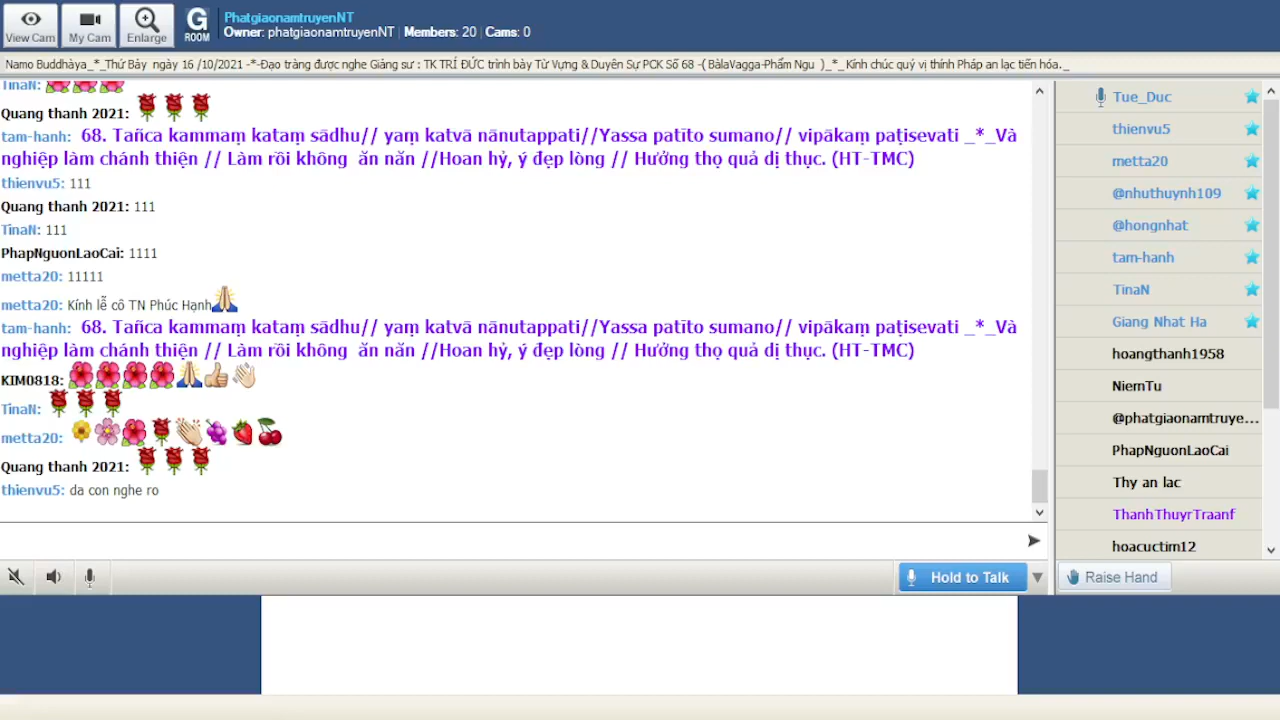 View Cam
My Cam
Enlarge
G
ROOM
PhatgiaonamtruyenNT
Owner: phatgiaonamtruyenNT | Members: 20 | Cams: 0
Namo Buddhàya_*_Thứ Bảy ngày 16 /10/2021 -*-Đạo tràng được nghe Giảng sư : TK TRÍ ĐỨC trình bày Từ Vựng & Duyên Sự PCK Số 68 -( BàlaVagga-Phẩm Ngu )_*_ Kính chúc quý vị thính Pháp an lạc tiến hóa._
TinaN:
Quang thanh 2021:
tam-hanh: 68. Tañca kammaṃ kataṃ sādhu// yaṃ katvā nānutappati//Yassa patīto sumano// vipākaṃ paṭisevati _*_Và
nghiệp làm chánh thiện // Làm rồi không ăn năn //Hoan hỷ, ý đẹp lòng // Hưởng thọ quả dị thục. (HT-TMC)
thienvu5: 111
Quang thanh 2021: 111
TinaN: 111
PhapNguonLaoCai: 1111
metta20: 11111
metta20: Kính lễ cô TN Phúc Hạnh
tam-hanh: 68. Tañca kammaṃ kataṃ sādhu// yaṃ katvā nānutappati//Yassa patīto sumano// vipākaṃ paṭisevati _*_Và
nghiệp làm chánh thiện // Làm rồi không ăn năn //Hoan hỷ, ý đẹp lòng // Hưởng thọ quả dị thục. (HT-TMC)
KIM0818:
TinaN:
metta20:
Quang thanh 2021:
thienvu5: da con nghe ro
Hold to Talk
Tue_Duc
thienvu5
metta20
@nhuthuynh109
@hongnhat
tam-hanh
TinaN
Giang Nhat Ha
hoangthanh1958
NiemTu
@phatgiaonamtruye...
PhapNguonLaoCai
Thy an lac
ThanhThuyrTraanf
hoacuctim12
Raise Hand